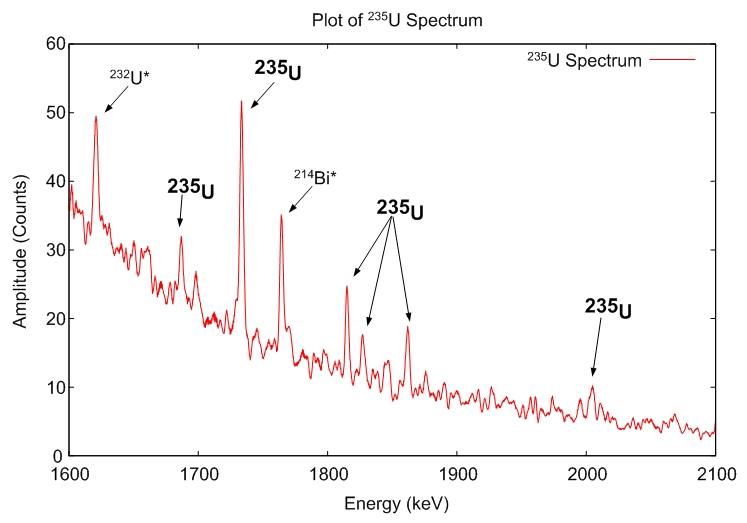 Plot of ²³⁵U Spectrum
60
50
40
30
20
10
0
Amplitude (Counts)
²³⁵U Spectrum
²³²U*
²³⁵U
²³⁵U
²¹⁴Bi*
²³⁵U
²³⁵U
1600
1700
1800
1900
2000
2100
Energy (keV)